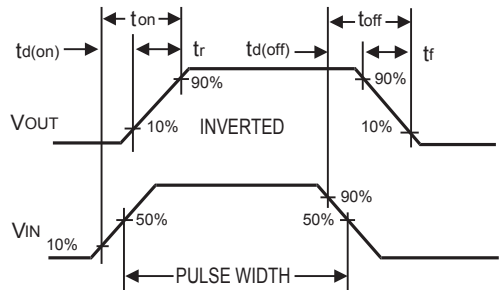 ton
toff
td(on)
tr
td(off)
tf
90%
90%
VOUT
10%
INVERTED
10%
90%
50%
50%
VIN
10%
PULSE WIDTH